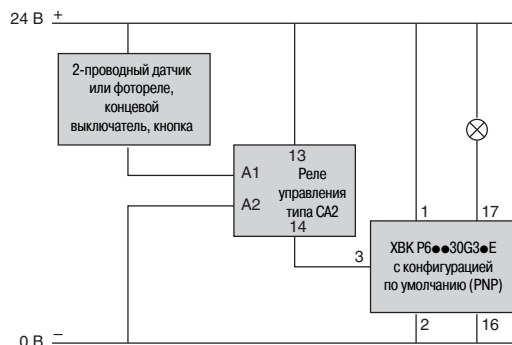 24 В +
2-проводный датчик
или фотореле,
концевой
выключатель, кнопка
13
A1
Реле
A2
управления
типа CA2
14
1
17
3
XBK P6●●30G3●E
с конфигурацией
по умолчанию (PNP)
2
16
0 В –